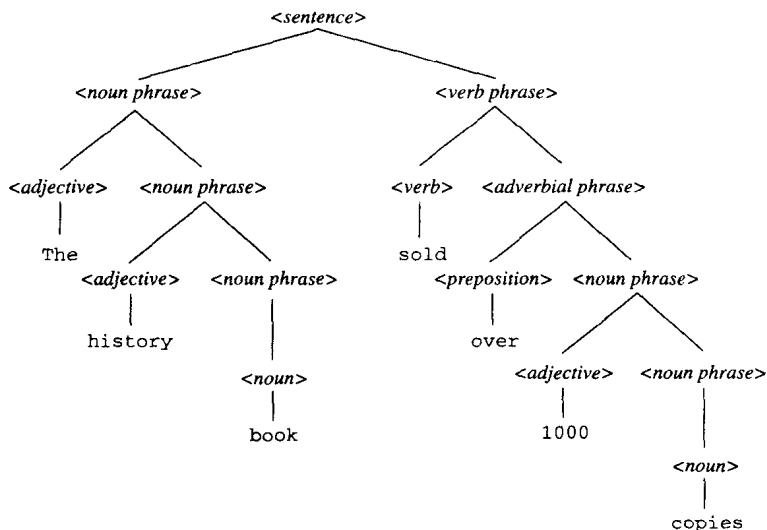 <sentence>
<noun phrase> <verb phrase>
<adjective> <noun phrase> <verb> <adverbial phrase>
The sold
<adjective> <noun phrase> <preposition> <noun phrase>
history over
<noun> <adjective> <noun phrase>
book 1000
<noun>
copies